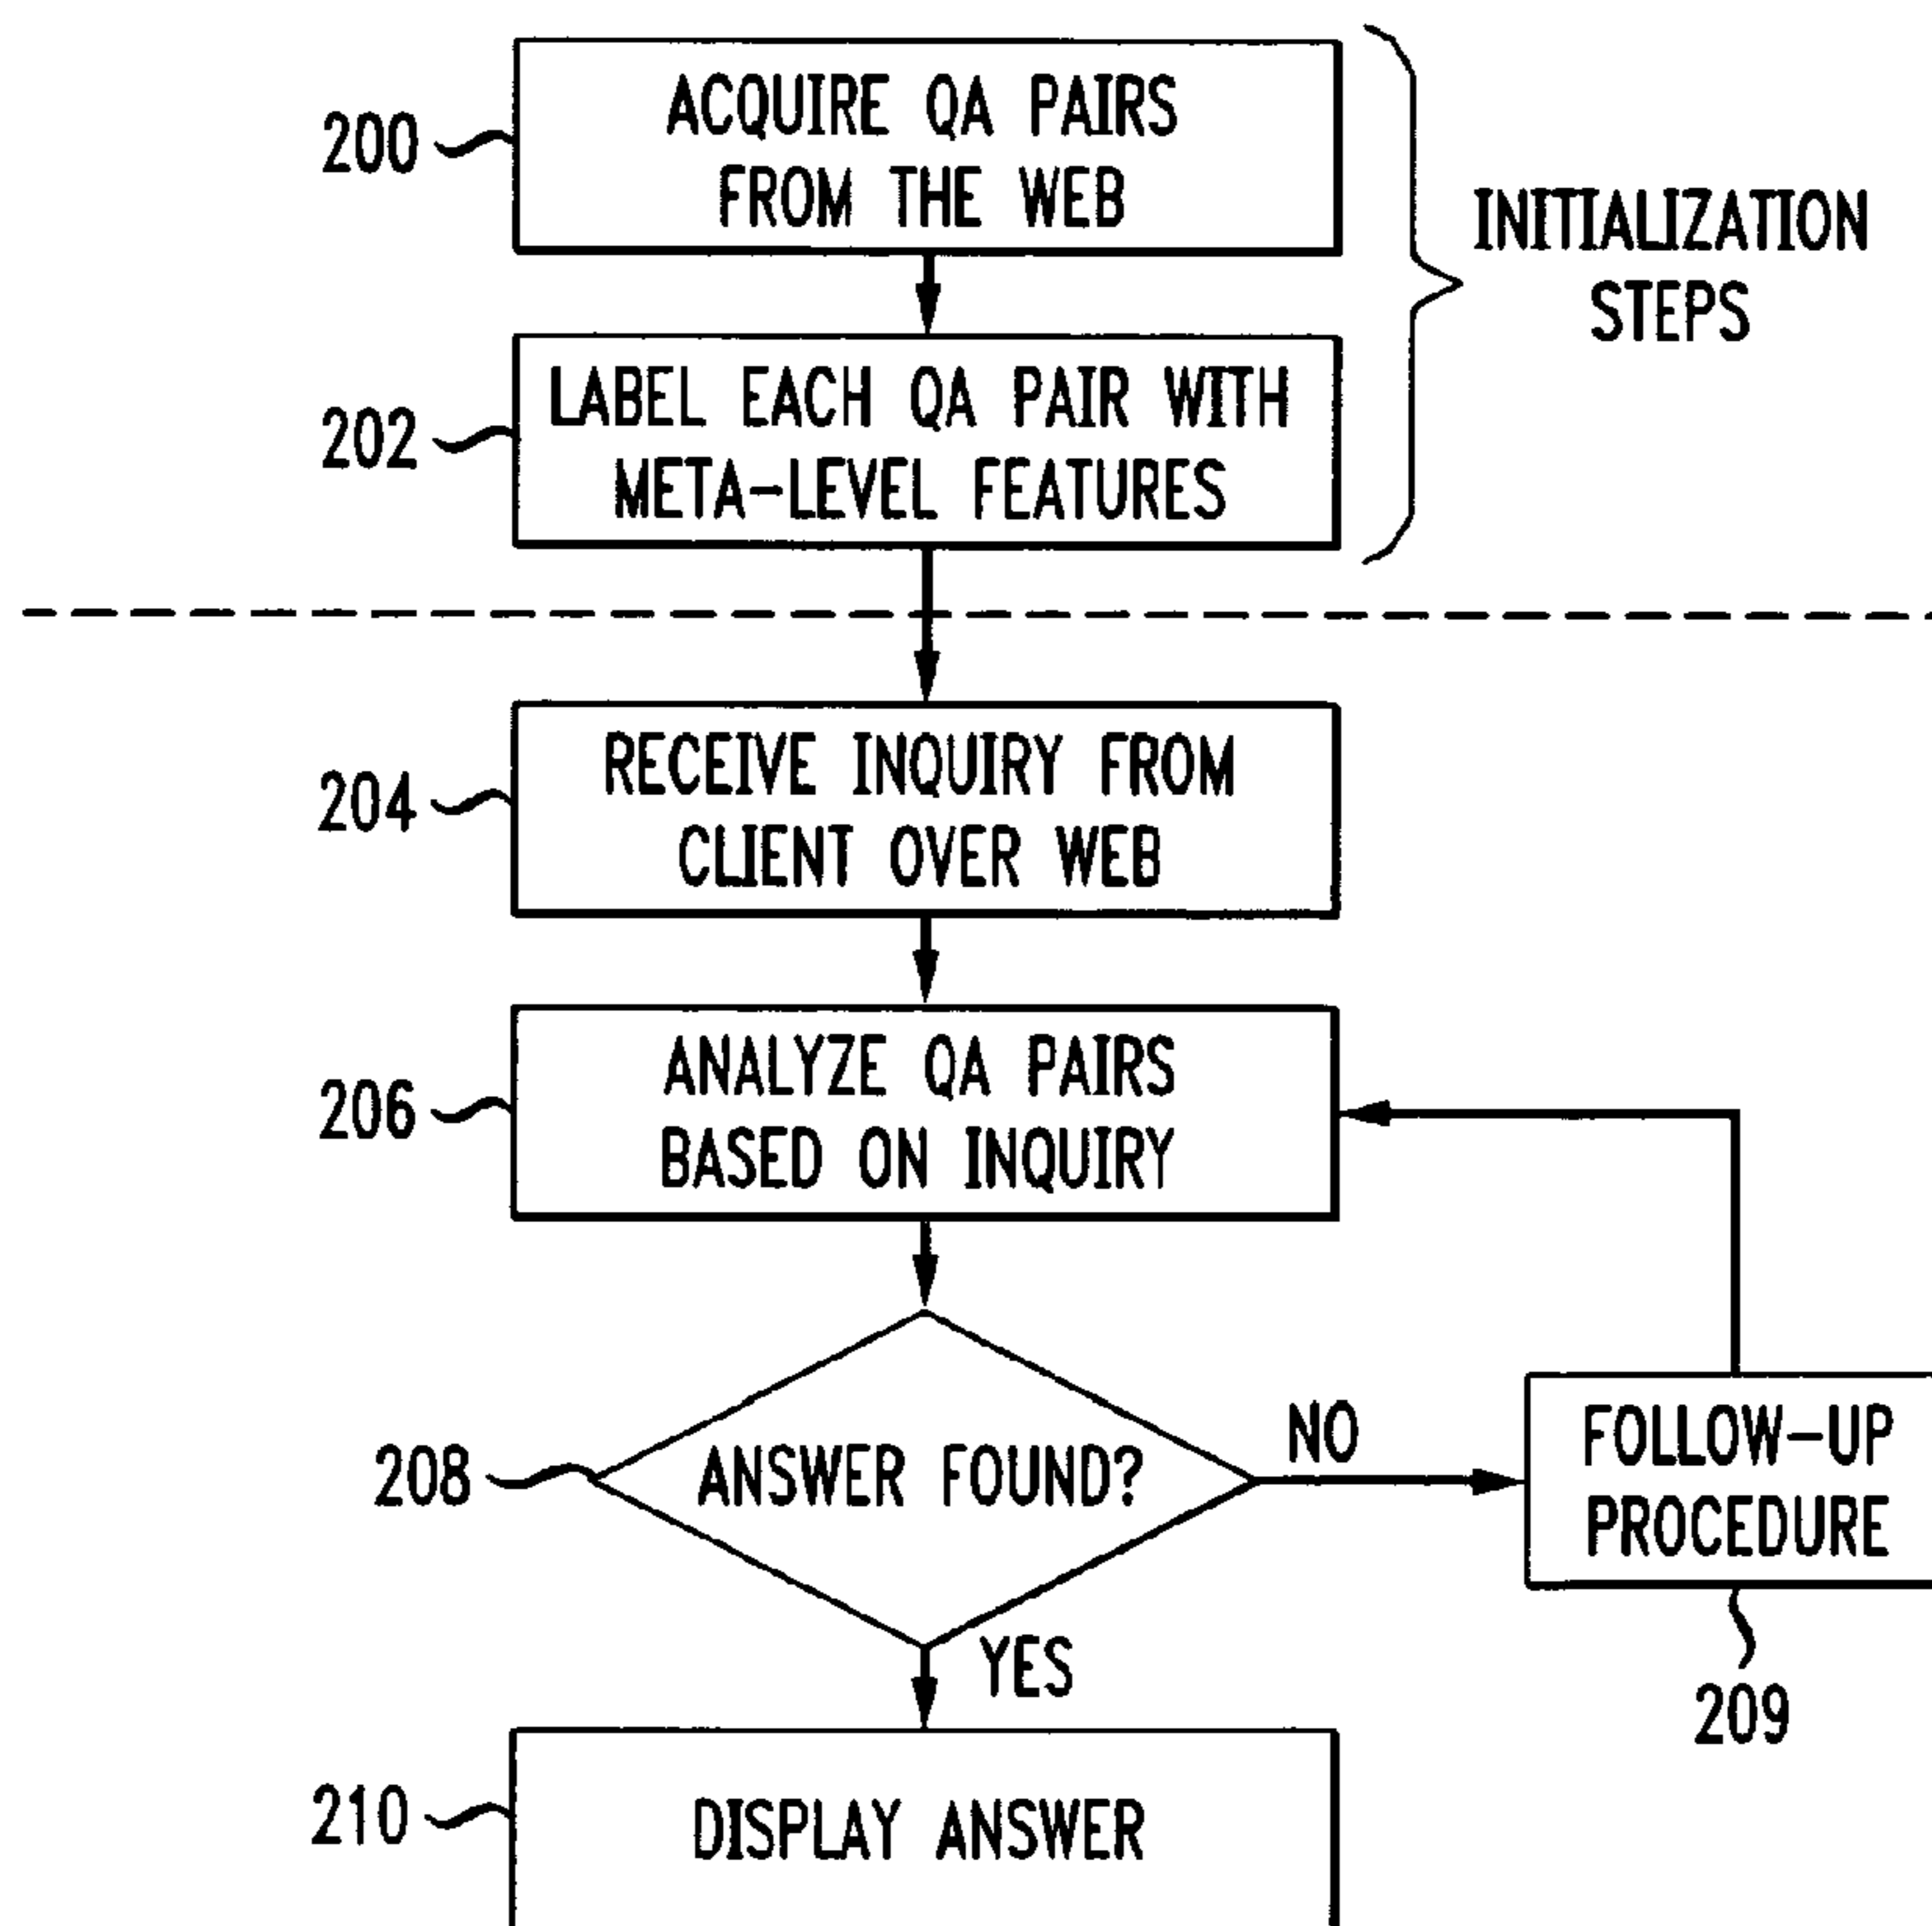 200
ACQUIRE QA PAIRS
FROM THE WEB
INITIALIZATION
STEPS
202
LABEL EACH QA PAIR WITH
META-LEVEL FEATURES
204
RECEIVE INQUIRY FROM
CLIENT OVER WEB
206
ANALYZE QA PAIRS
BASED ON INQUIRY
208
ANSWER FOUND?
NO
FOLLOW-UP
PROCEDURE
209
YES
210
DISPLAY ANSWER